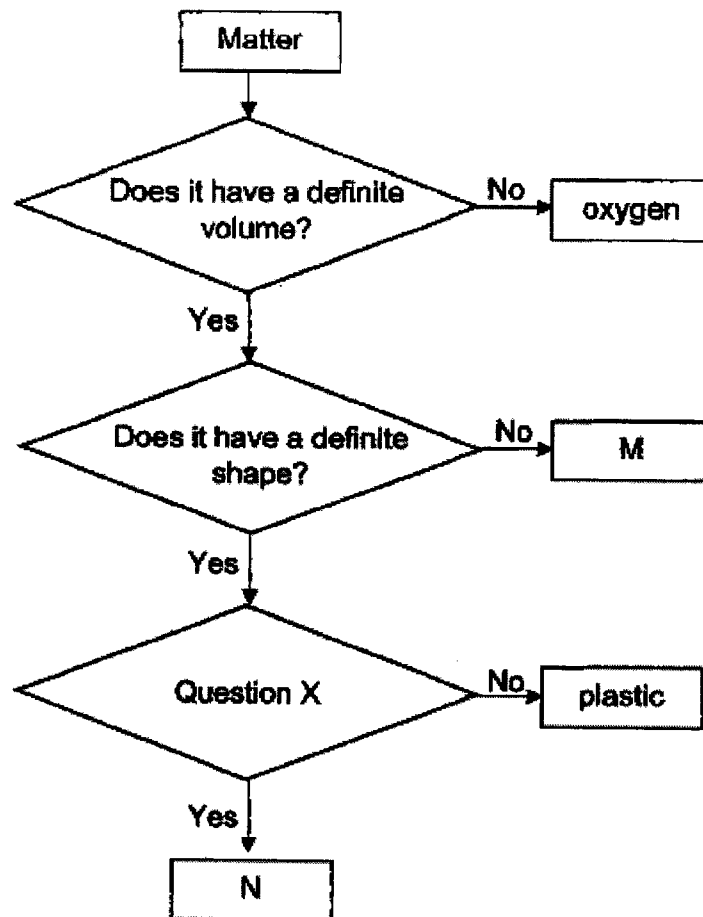 Matter
Does it have a definite
volume?
No
oxygen
Yes
Does it have a definite
shape?
No
M
Yes
Question X
No
plastic
Yes
N